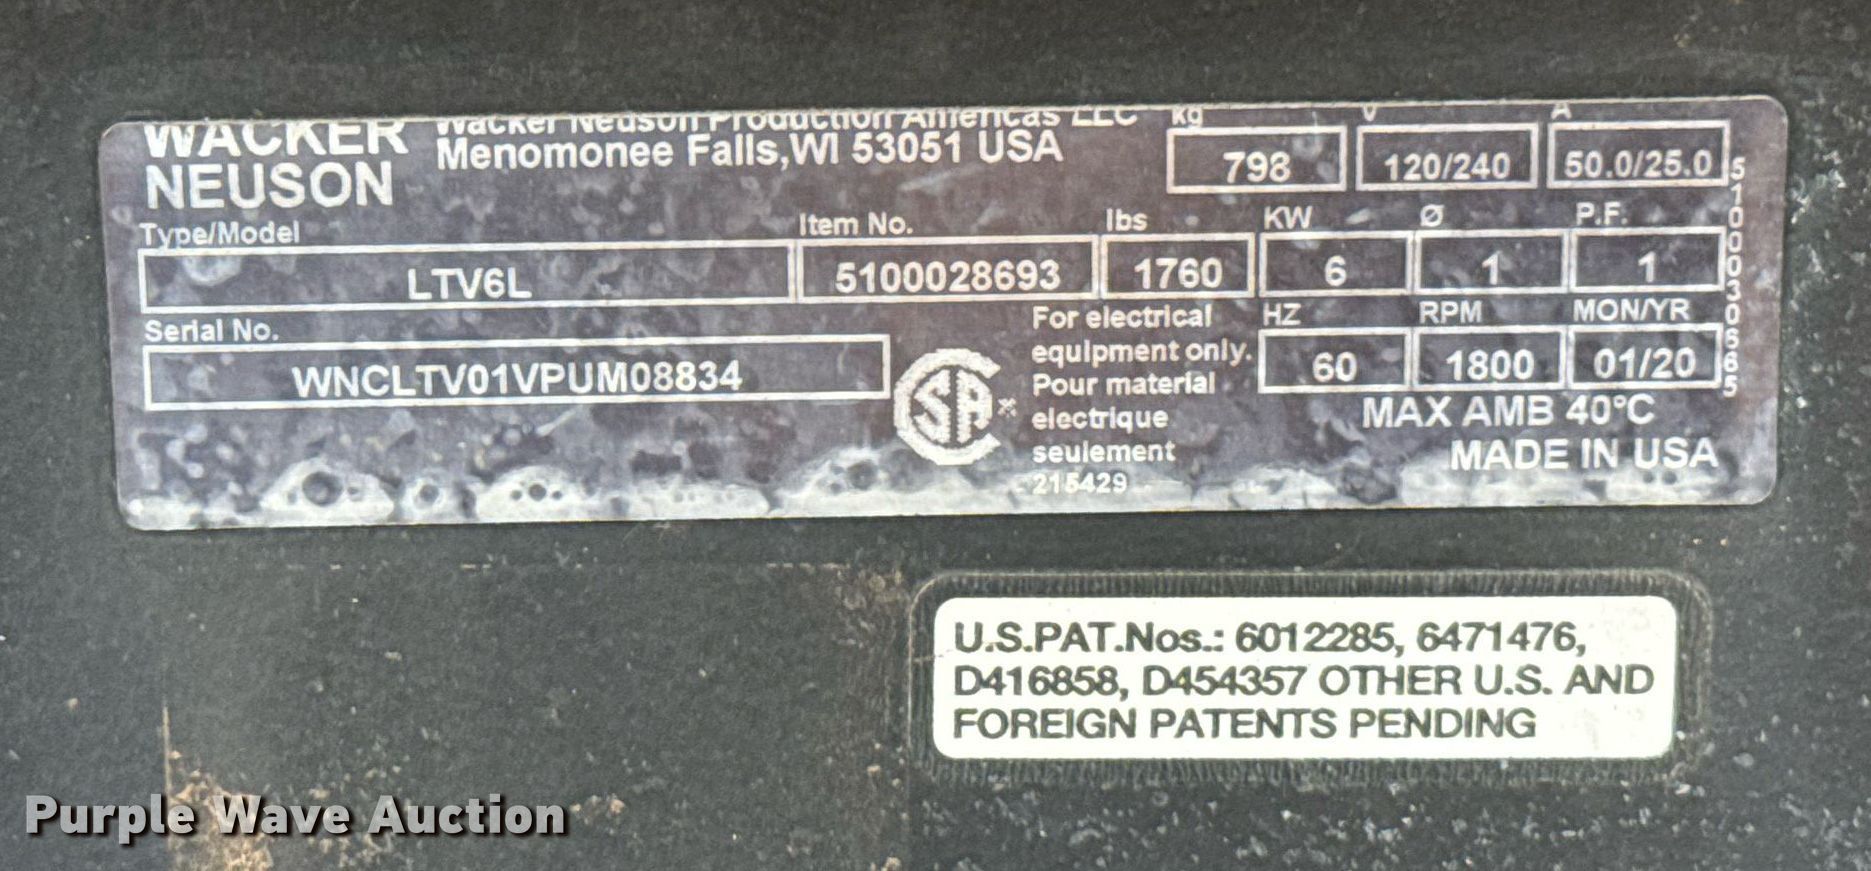 WACKER
NEUSON
Wacker Neuson Production Americas LLC
Menomonee Falls,WI 53051 USA
kg
798
V
120/240
A
50.0/25.0
Type/Model
LTV6L
Item No.
5100028693
lbs
1760
KW
6
Ø
1
P.F.
1
Serial No.
WNCLTV01VPUM08834
CSA
For electrical
equipment only.
Pour material
electrique
seulement
215429
HZ
60
RPM
1800
MON/YR
01/20
MAX AMB 40°C
MADE IN USA
5100030665
U.S.PAT.Nos.: 6012285, 6471476,
D416858, D454357 OTHER U.S. AND
FOREIGN PATENTS PENDING
Purple Wave Auction